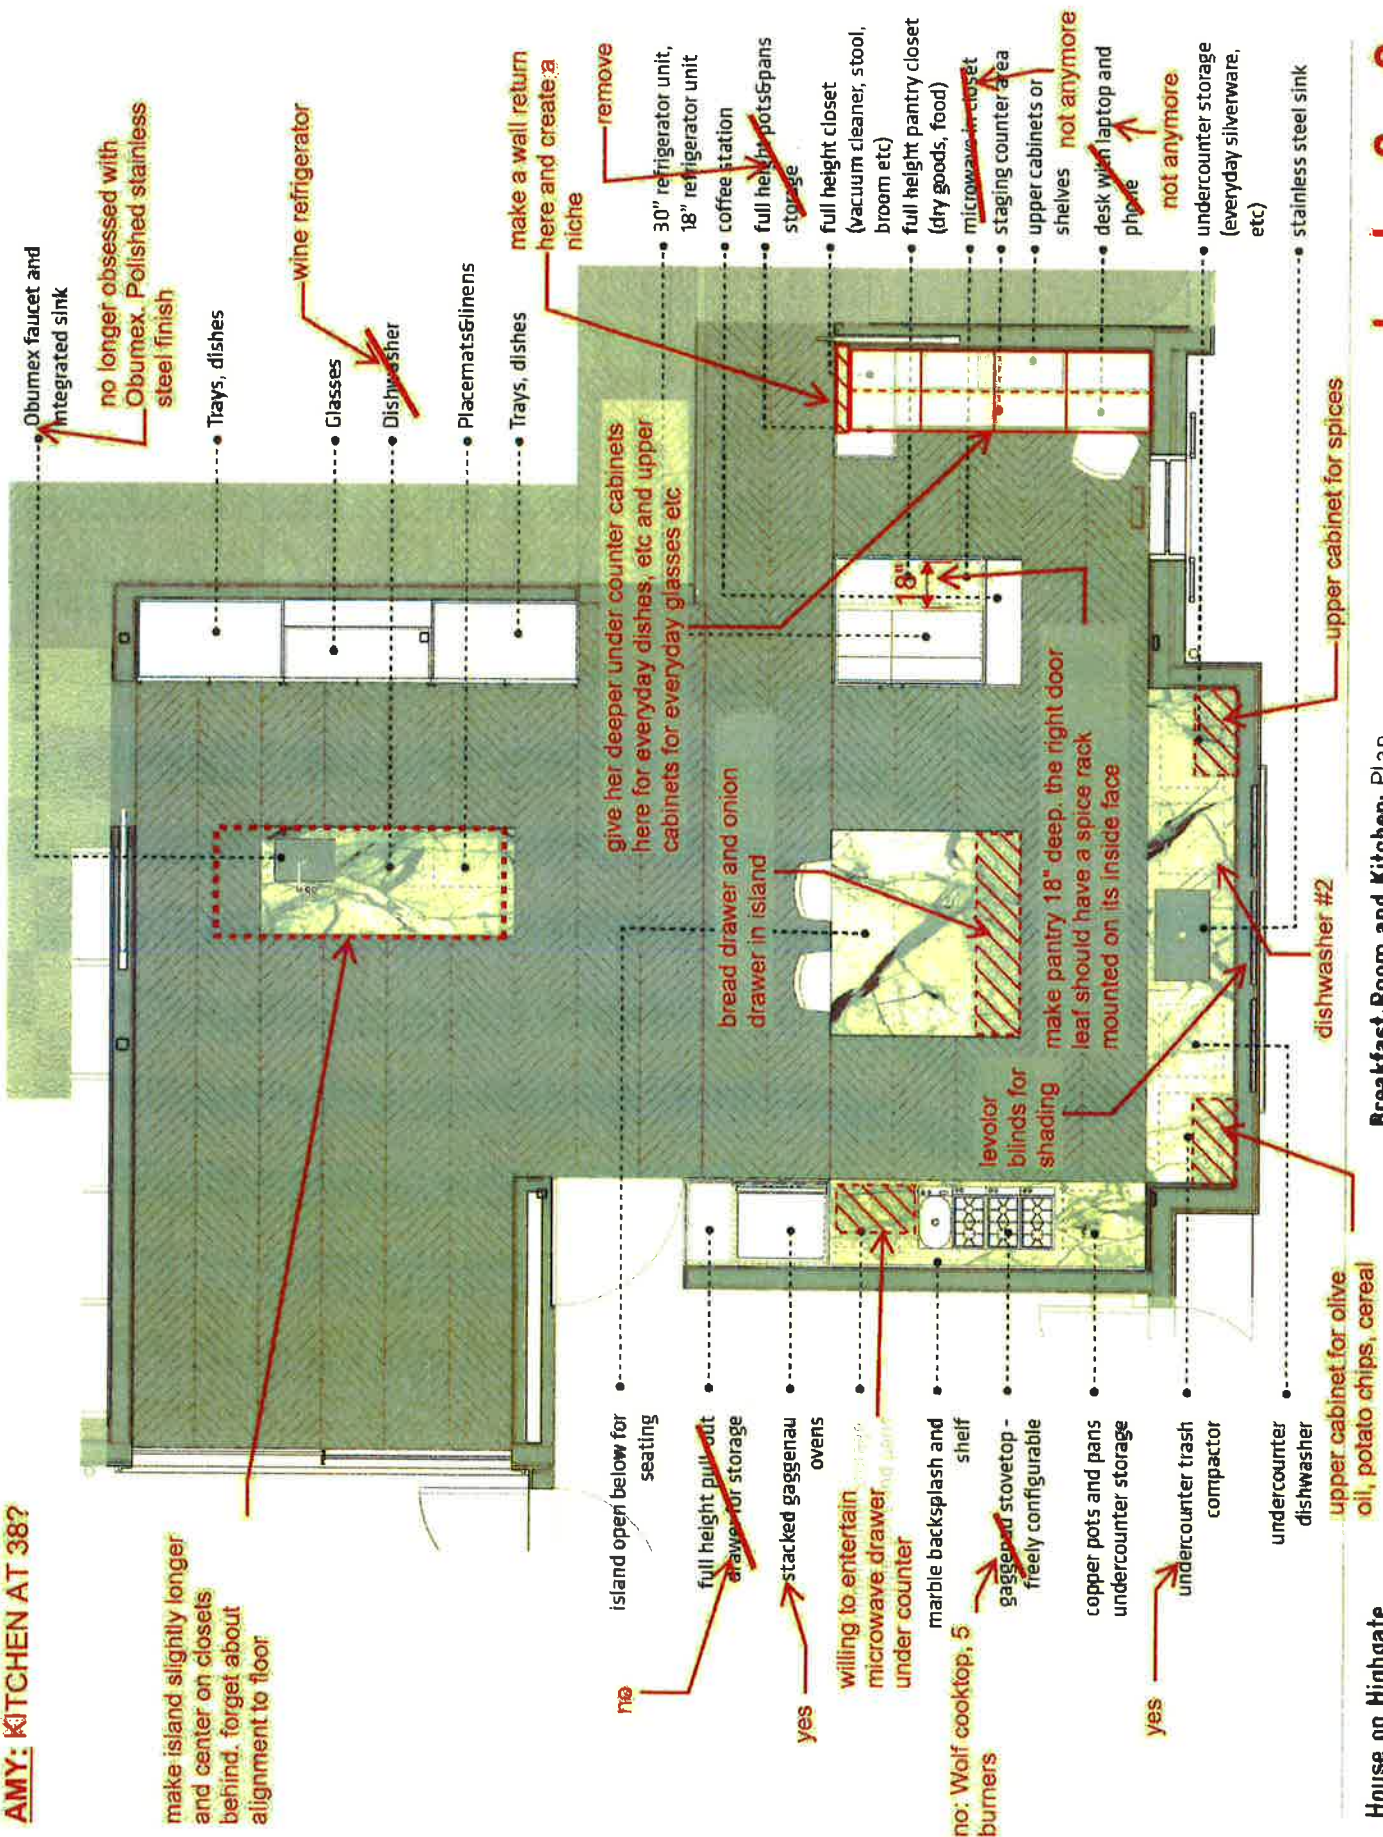 AMY: KITCHEN AT 38?
make island slightly longer
and center on closets
behind. forget about
alignment to floor
Obumex faucet and
integrated sink
no longer obsessed with
Obumex. Polished stainless
steel finish
Trays, dishes
Glasses
wine refrigerator
Dishwasher
Placemats&linens
Trays, dishes
make a wall return
here and create a
niche
remove
30" refrigerator unit,
18" refrigerator unit
coffee station
full height pots&pans
storage
full height closet
(vacuum cleaner, stool,
broom etc)
full height pantry closet
(dry goods, food)
microwave in closet
staging counter area
not anymore
upper cabinets or
shelves
desk with laptop and
phone
not anymore
undercounter storage
(everyday silverware,
etc)
stainless steel sink
give her deeper under counter cabinets
here for everyday dishes, etc and upper
cabinets for everyday glasses etc
18"
bread drawer and onion
drawer in island
make pantry 18" deep. the right door
leaf should have a spice rack
mounted on its inside face
levolor
blinds for
shading
upper cabinet for spices
dishwasher #2
island open below for
seating
full height pull out
drawer for storage
no
stacked gaggenau
ovens
yes
willing to entertain
microwave drawer
under counter
marble backsplash and
shelf
gaggenau stovetop -
freely configurable
no: Wolf cooktop, 5
burners
copper pots and pans
undercounter storage
undercounter trash
compactor
yes
undercounter
dishwasher
upper cabinet for olive
oil, potato chips, cereal
House on Highgate
Breakfast Room and Kitchen: Plan